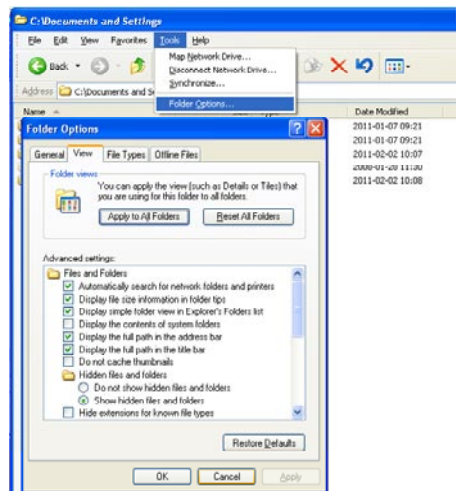 C:\Documents and Settings
File Edit View Favorites Tools Help
Back
Map Network Drive...
Disconnect Network Drive...
Synchronize...
Folder Options...
Address C:\Documents and S
Name
Date Modified
2011-01-07 09:21
2011-01-07 09:21
2011-02-02 10:07
2011-02-02 10:08
Folder Options
General View File Types Offline Files
Folder views
You can apply the view (such as Details or Tiles) that
you are using for this folder to all folders.
Apply to All Folders Reset All Folders
Advanced settings:
Files and Folders
Automatically search for network folders and printers
Display file size information in folder tips
Display simple folder view in Explorer's Folders list
Display the contents of system folders
Display the full path in the address bar
Display the full path in the title bar
Do not cache thumbnails
Hidden files and folders
Do not show hidden files and folders
Show hidden files and folders
Hide extensions for known file types
Restore Defaults
OK Cancel Apply